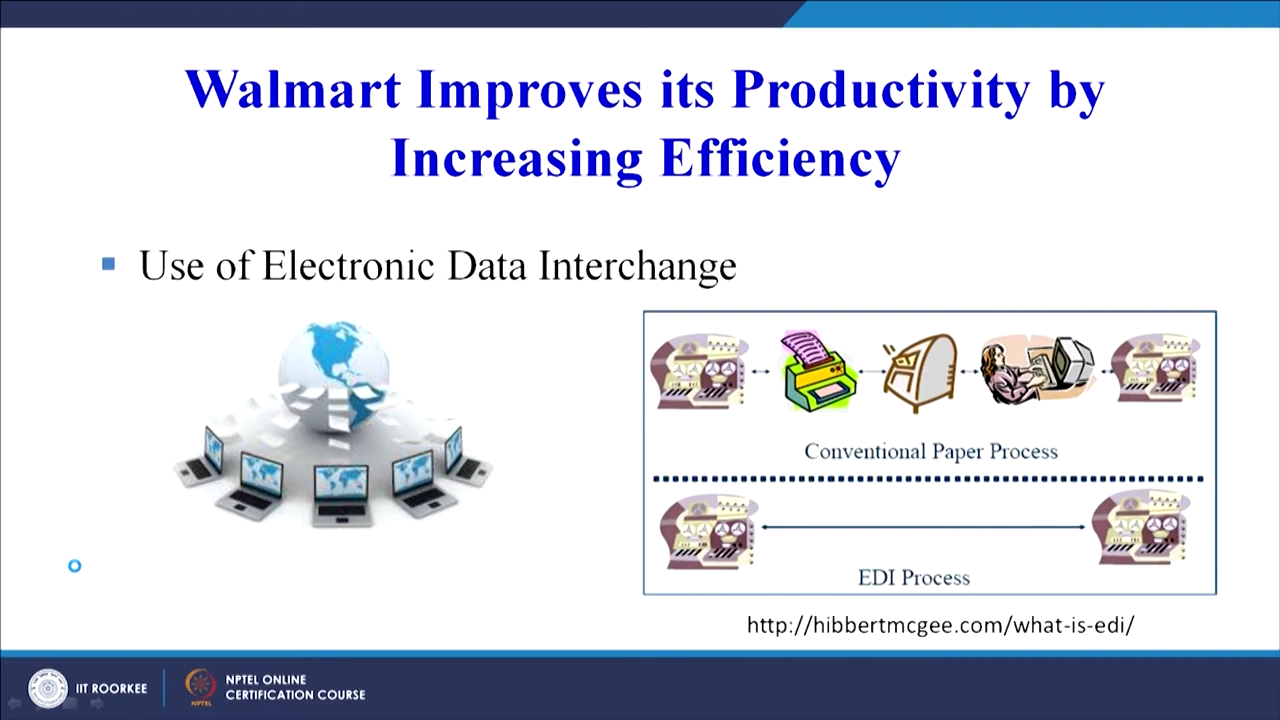 Walmart Improves its Productivity by
Increasing Efficiency
Use of Electronic Data Interchange
Conventional Paper Process
EDI Process
http://hibbertmcgee.com/what-is-edi/
IIT ROORKEE
NPTEL
NPTEL ONLINE
CERTIFICATION COURSE